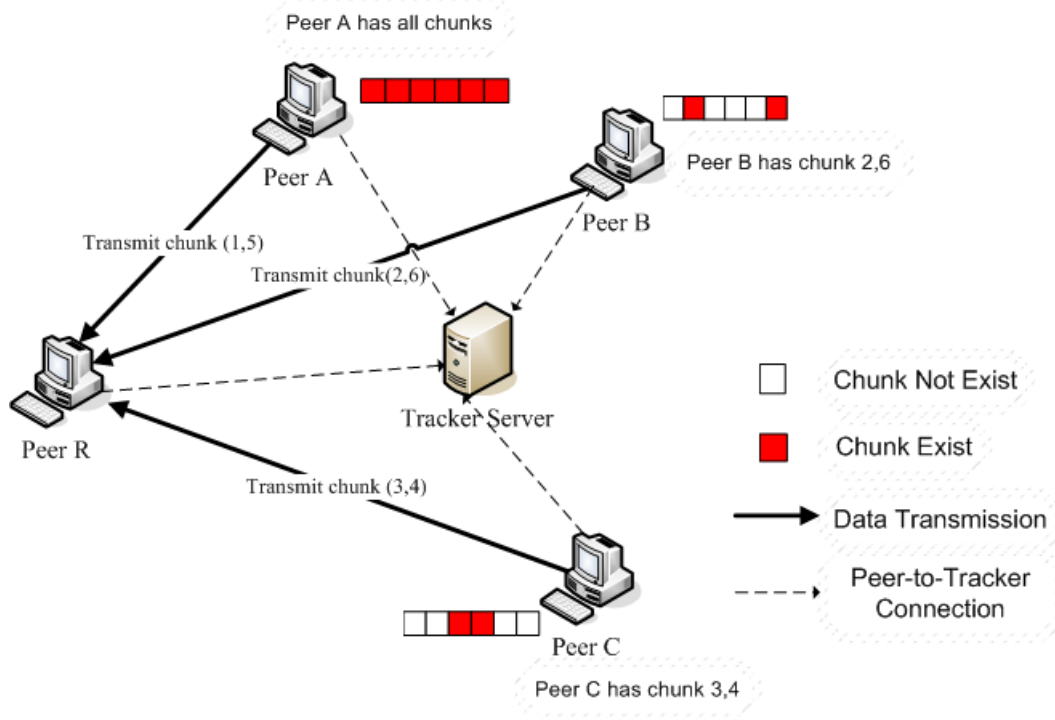 Peer A has all chunks
Peer A
Peer B has chunk 2,6
Peer B
Transmit chunk (1,5)
Transmit chunk(2,6)
Tracker Server
Peer R
Transmit chunk (3,4)
Peer C
Peer C has chunk 3,4
Chunk Not Exist
Chunk Exist
Data Transmission
Peer-to-Tracker
Connection